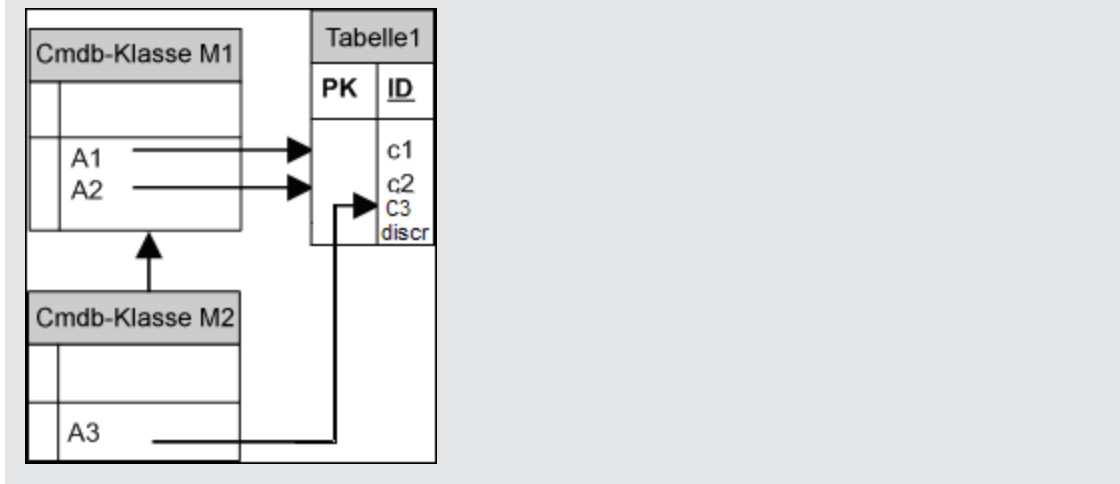 Cmdb-Klasse M1
A1
A2
Tabelle1
PK ID
c1
c2
C3
discr
Cmdb-Klasse M2
A3